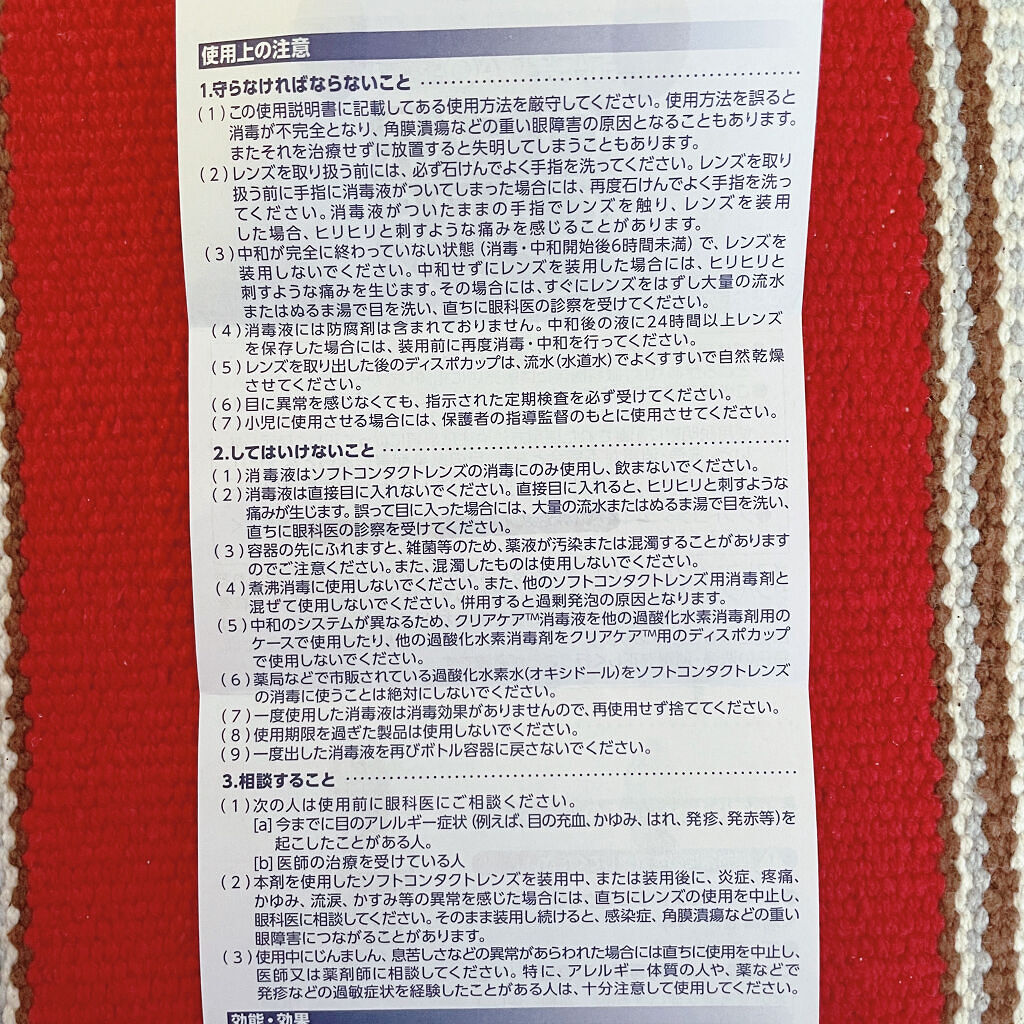 使用上の注意
1.守らなければならないこと
(1)この使用説明書に記載してある使用方法を厳守してください。使用方法を誤ると
消毒が不完全となり、角膜潰瘍などの重い眼障害の原因となることもあります。
またそれを治療せずに放置すると失明してしまうこともあります。
(2)レンズを取り扱う前には、必ず石けんでよく手指を洗ってください。レンズを取り
扱う前に手指に消毒液がついてしまった場合には、再度石けんでよく手指を洗っ
てください。消毒液がついたままの手指でレンズを触り、レンズを装用
した場合、ヒリヒリと刺すような痛みを感じることがあります。
(3)中和が完全に終わっていない状態(消毒・中和開始後6時間未満)で、レンズを
装用しないでください。中和せずにレンズを装用した場合には、ヒリヒリと
刺すような痛みを生じます。その場合には、すぐにレンズをはずし大量の流水
またはぬるま湯で目を洗い、直ちに眼科医の診察を受けてください。
(4)消毒液には防腐剤は含まれておりません。中和後の液に24時間以上レンズ
を保存した場合には、装用前に再度消毒・中和を行ってください。
(5)レンズを取り出した後のディスポカップは、流水(水道水)でよくすすいで自然乾燥
させてください。
(6)目に異常を感じなくても、指示された定期検査を必ず受けてください。
(7)小児に使用させる場合には、保護者の指導監督のもとに使用させてください。
2.してはいけないこと
(1)消毒液はソフトコンタクトレンズの消毒にのみ使用し、飲まないでください。
(2)消毒液は直接目に入れないでください。直接目に入れると、ヒリヒリと刺すような
痛みが生じます。誤って目に入った場合には、大量の流水またはぬるま湯で目を洗い、
直ちに眼科医の診察を受けてください。
(3)容器の先にふれますと、雑菌等のため、薬液が汚染または混濁することがあります
のでご注意ください。また、混濁したものは使用しないでください。
(4)煮沸消毒に使用しないでください。また、他のソフトコンタクトレンズ用消毒剤と
混ぜて使用しないでください。併用すると過剰発泡の原因となります。
(5)中和のシステムが異なるため、クリアケア™消毒液を他の過酸化水素消毒剤用の
ケースで使用したり、他の過酸化水素消毒剤をクリアケア™用のディスポカップ
で使用しないでください。
(6)薬局などで市販されている過酸化水素水(オキシドール)をソフトコンタクトレンズ
の消毒に使うことは絶対にしないでください。
(7)一度使用した消毒液は消毒効果がありませんので、再使用せず捨ててください。
(8)使用期限を過ぎた製品は使用しないでください。
(9)一度出した消毒液を再びボトル容器に戻さないでください。
3.相談すること
(1)次の人は使用前に眼科医にご相談ください。
[a]今までに目のアレルギー症状(例えば、目の充血、かゆみ、はれ、発疹、発赤等)を
起こしたことがある人。
[b]医師の治療を受けている人
(2)本剤を使用したソフトコンタクトレンズを装用中、または装用後に、炎症、疼痛、
かゆみ、流涙、かすみ等の異常を感じた場合には、直ちにレンズの使用を中止し、
眼科医に相談してください。そのまま装用し続けると、感染症、角膜潰瘍などの重い
眼障害につながることがあります。
(3)使用中にじんましん、息苦しさなどの異常があらわれた場合には直ちに使用を中止し、
医師又は薬剤師に相談してください。特に、アレルギー体質の人や、薬などで
発疹などの過敏症状を経験したことがある人は、十分注意して使用してください。
効能・効果